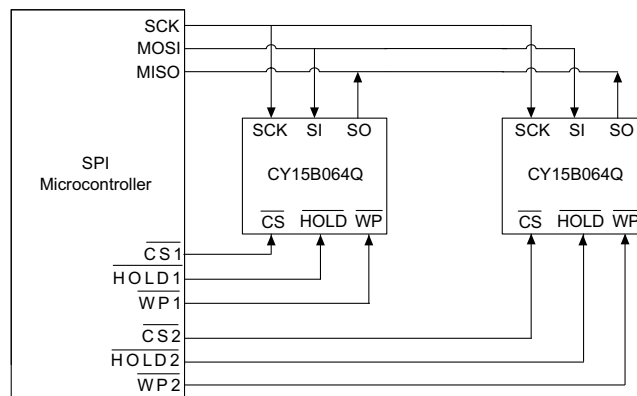 SCK
MOSI
MISO
SPI
Microcontroller
CS1
HOLD1
WP1
CS2
HOLD2
WP2
SCK SI SO
CY15B064Q
CS HOLD WP
SCK SI SO
CY15B064Q
CS HOLD WP